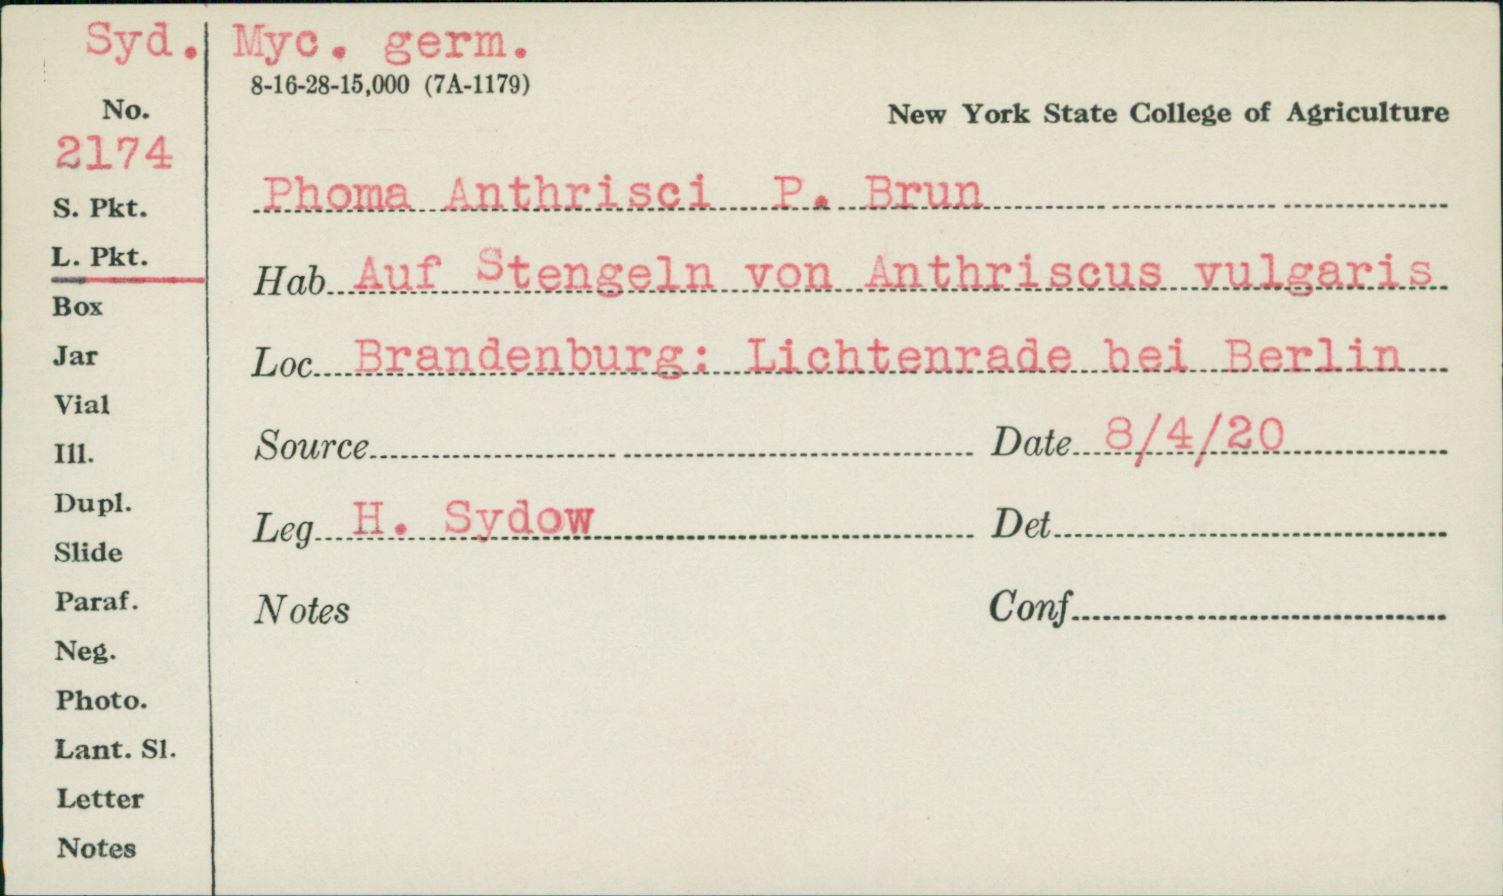 Syd. Myc. germ.
8-16-28-15,000 (7A-1179)
No.
New York State College of Agriculture
2174
Phoma Anthrisci P. Brun
S. Pkt.
L. Pkt.
Hab Auf Stengeln von Anthriscus vulgaris
Box
Jar
Loc Brandenburg: Lichtenrade bei Berlin
Vial
Ill.
Source Date 8/4/20
Dupl.
Leg H. Sydow Det
Slide
Paraf.
Notes Conf
Neg.
Photo.
Lant. Sl.
Letter
Notes